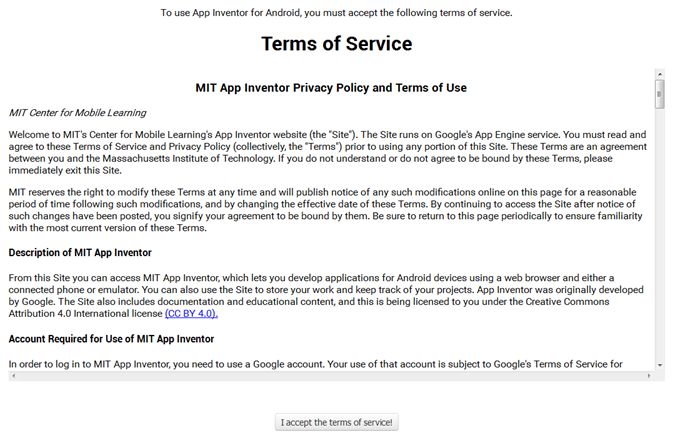 To use App Inventor for Android, you must accept the following terms of service.
Terms of Service
MIT App Inventor Privacy Policy and Terms of Use
MIT Center for Mobile Learning
Welcome to MIT's Center for Mobile Learning's App Inventor website (the "Site"). The Site runs on Google's App Engine service. You must read and
agree to these Terms of Service and Privacy Policy (collectively, the "Terms") prior to using any portion of this Site. These Terms are an agreement
between you and the Massachusetts Institute of Technology. If you do not understand or do not agree to be bound by these Terms, please
immediately exit this Site.
MIT reserves the right to modify these Terms at any time and will publish notice of any such modifications online on this page for a reasonable
period of time following such modifications, and by changing the effective date of these Terms. By continuing to access the Site after notice of
such changes have been posted, you signify your agreement to be bound by them. Be sure to return to this page periodically to ensure familiarity
with the most current version of these Terms.
Description of MIT App Inventor
From this Site you can access MIT App Inventor, which lets you develop applications for Android devices using a web browser and either a
connected phone or emulator. You can also use the Site to store your work and keep track of your projects. App Inventor was originally developed
by Google. The Site also includes documentation and educational content, and this is being licensed to you under the Creative Commons
Attribution 4.0 International license (CC BY 4.0).
Account Required for Use of MIT App Inventor
In order to log in to MIT App Inventor, you need to use a Google account. Your use of that account is subject to Google's Terms of Service for
I accept the terms of service!